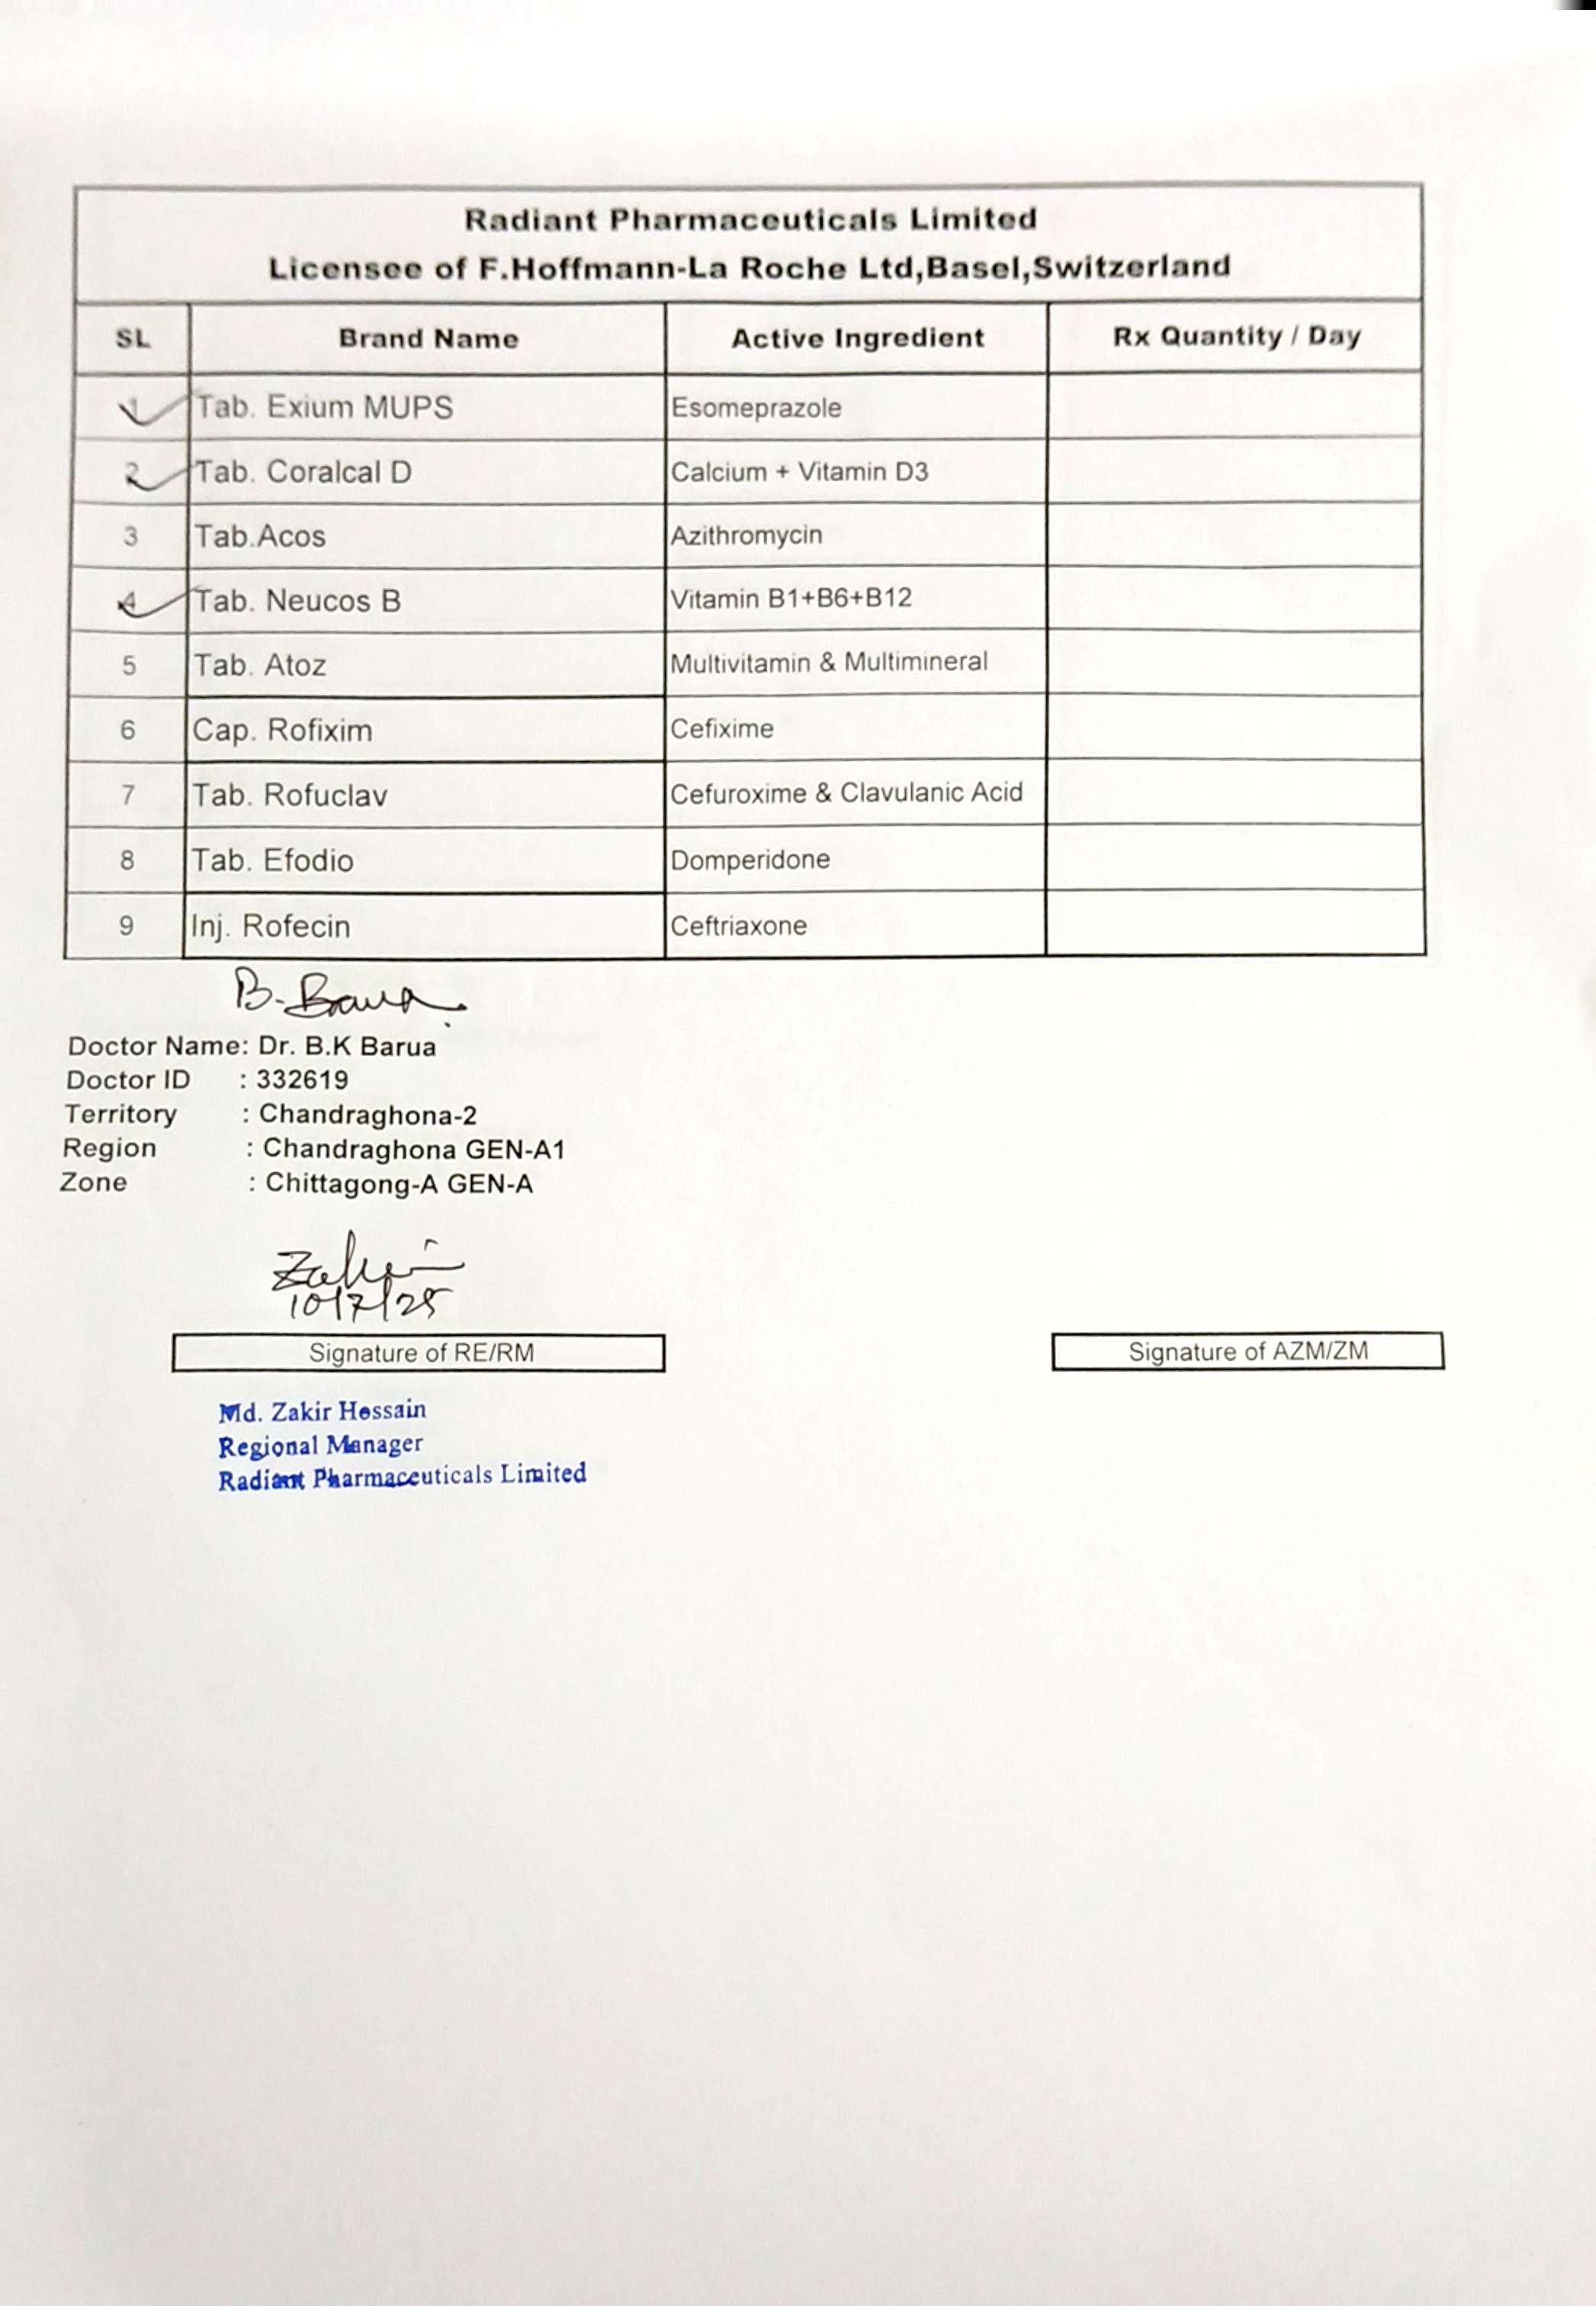 Radiant Pharmaceuticals Limited
Licensee of F.Hoffmann-La Roche Ltd,Basel,Switzerland
SL Brand Name Active Ingredient Rx Quantity / Day
1 Tab. Exium MUPS Esomeprazole
2 Tab. Coralcal D Calcium + Vitamin D3
3 Tab.Acos Azithromycin
4 Tab. Neucos B Vitamin B1+B6+B12
5 Tab. Atoz Multivitamin & Multimineral
6 Cap. Rofixim Cefixime
7 Tab. Rofuclav Cefuroxime & Clavulanic Acid
8 Tab. Efodio Domperidone
9 Inj. Rofecin Ceftriaxone
B. Barua
Doctor Name: Dr. B.K Barua
Doctor ID : 332619
Territory : Chandraghona-2
Region : Chandraghona GEN-A1
Zone : Chittagong-A GEN-A
Zakir
10/7/25
Signature of RE/RM Signature of AZM/ZM
Md. Zakir Hossain
Regional Manager
Radiant Pharmaceuticals Limited